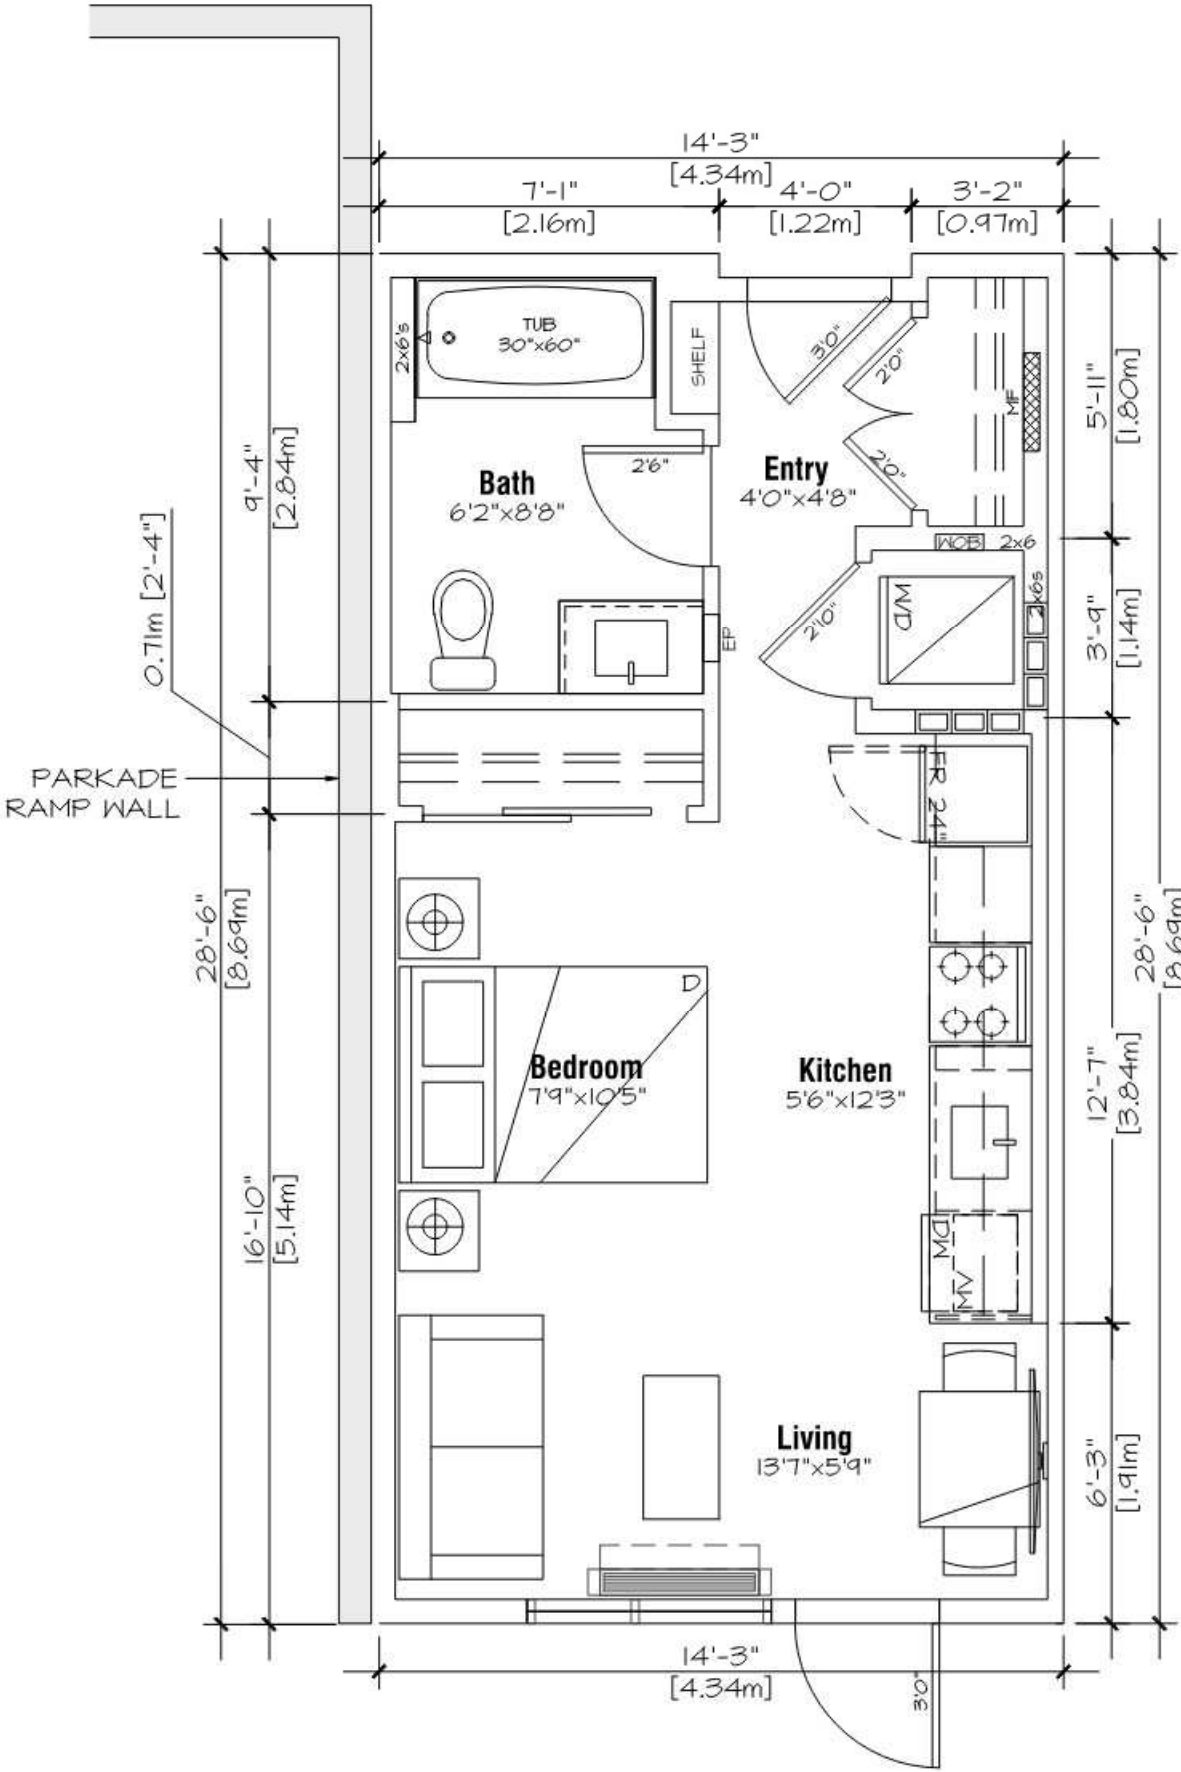 14'-3"
[4.34m]
7'-1"
[2.16m]
4'-0"
[1.22m]
3'-2"
[0.97m]
TUB
30"x60"
2x6's
SHELF
3'0"
2'0"
MF
5'-11"
[1.80m]
9'-4"
[2.84m]
Bath
6'2"x8'8"
2'6"
Entry
4'0"x4'8"
2'0"
WOB
2x6
2x6s
0.71m [2'-4"]
W/D
2'10"
EP
3'-9"
[1.14m]
PARKADE
RAMP WALL
FR 24"
28'-6"
[8.69m]
28'-6"
[8.69m]
D
Bedroom
7'9"x10'5"
Kitchen
5'6"x12'3"
12'-7"
[3.84m]
16'-10"
[5.14m]
DW
MV
Living
13'7"x5'9"
6'-3"
[1.91m]
14'-3"
[4.34m]
3'0"